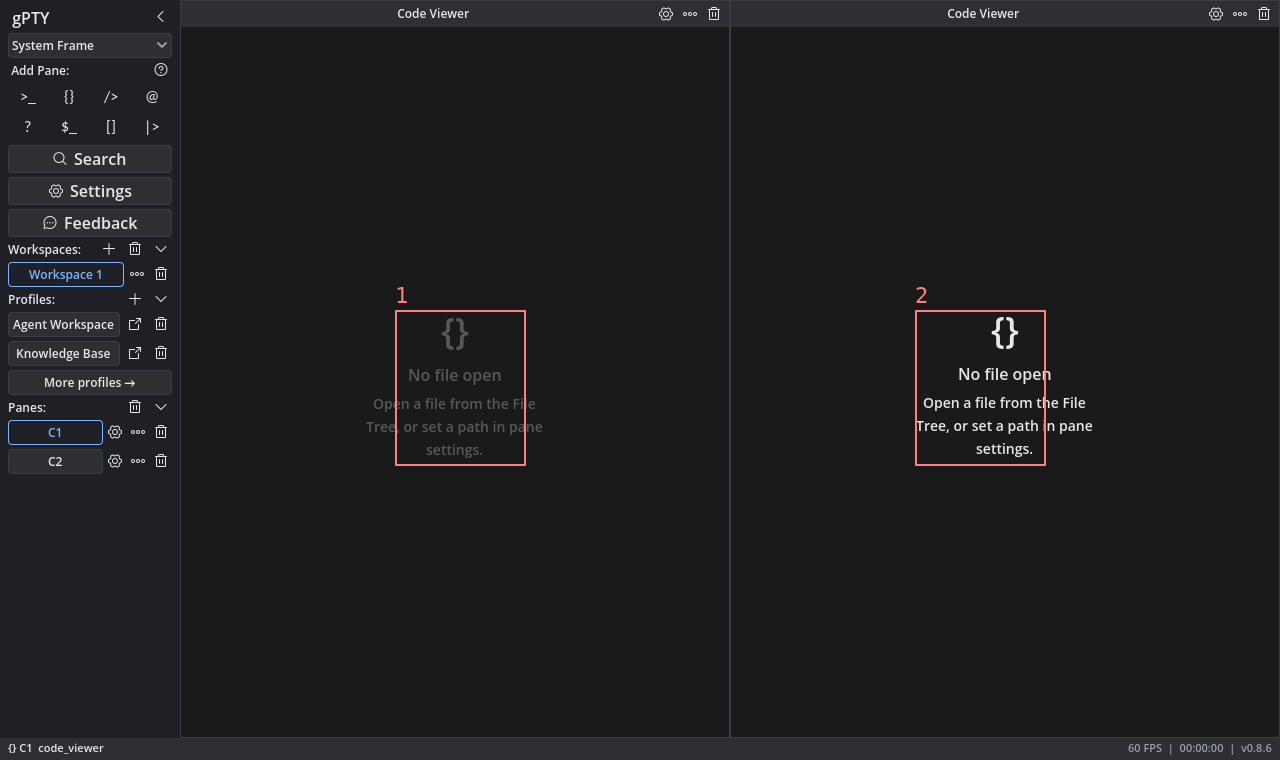 gPTY
System Frame
Add Pane:
>_ {} /> @
? $_ [] |>
Search
Settings
Feedback
Workspaces:
Workspace 1
Profiles:
Agent Workspace
Knowledge Base
More profiles →
Panes:
C1
C2
Code Viewer
1
{}
No file open
Open a file from the File
Tree, or set a path in pane
settings.
Code Viewer
2
{}
No file open
Open a file from the File
Tree, or set a path in pane
settings.
{} C1 code_viewer
60 FPS | 00:00:00 | v0.8.6